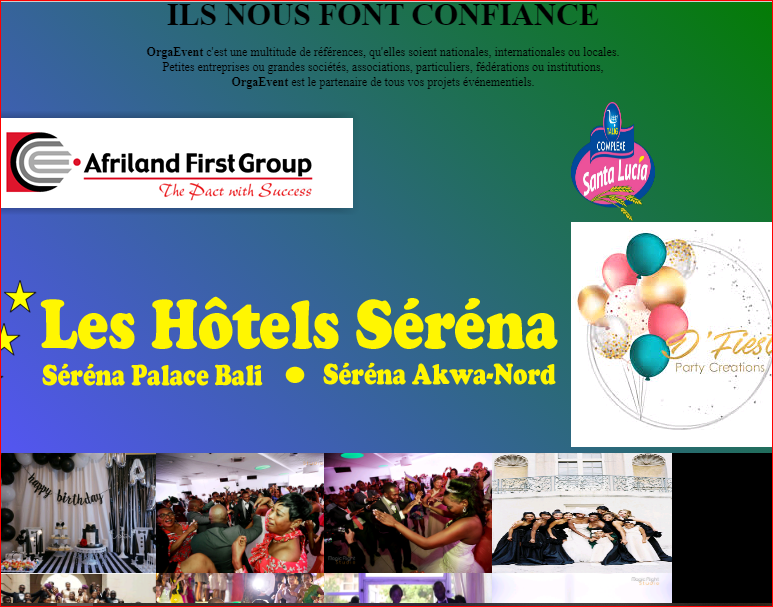 ILS NOUS FONT CONFIANCE
OrgaEvent c'est une multitude de références, qu'elles soient nationales, internationales ou locales.
Petites entreprises ou grandes sociétés, associations, particuliers, fédérations ou institutions,
OrgaEvent est le partenaire de tous vos projets événementiels.
Afriland First Group
The Pact with Success
COMPLEXE
Santa Lucía
Les Hôtels Séréna
Séréna Palace Bali ● Séréna Akwa-Nord
D'Fiest
Party Creations
happy birthday